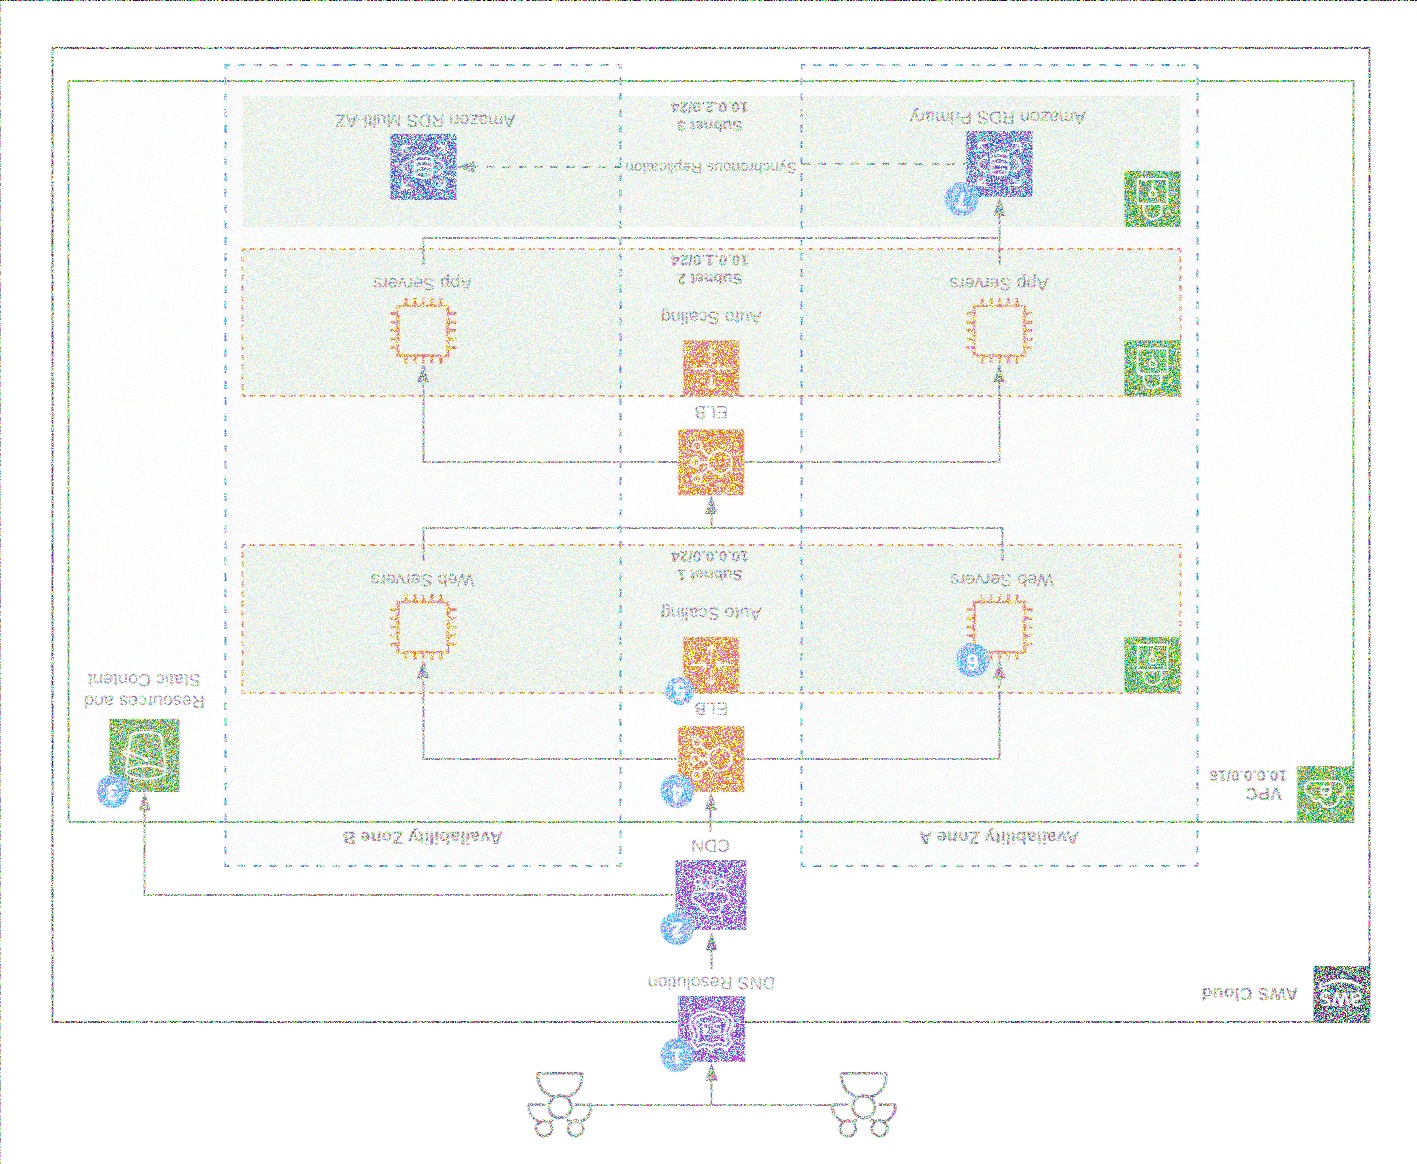 1
53
aws
AWS Cloud
DNS Resolution
2
CDN
Availability Zone A
Availability Zone B
VPC
10.0.0.0/16
4
3
ELB
Resources and
Static Content
5
6
Auto Scaling
Web Servers
Subnet 1
10.0.0.0/24
Web Servers
ELB
Auto Scaling
App Servers
Subnet 2
10.0.1.0/24
App Servers
7
Synchronous Replication
Amazon RDS Primary
Subnet 3
10.0.2.0/24
Amazon RDS Multi-AZ